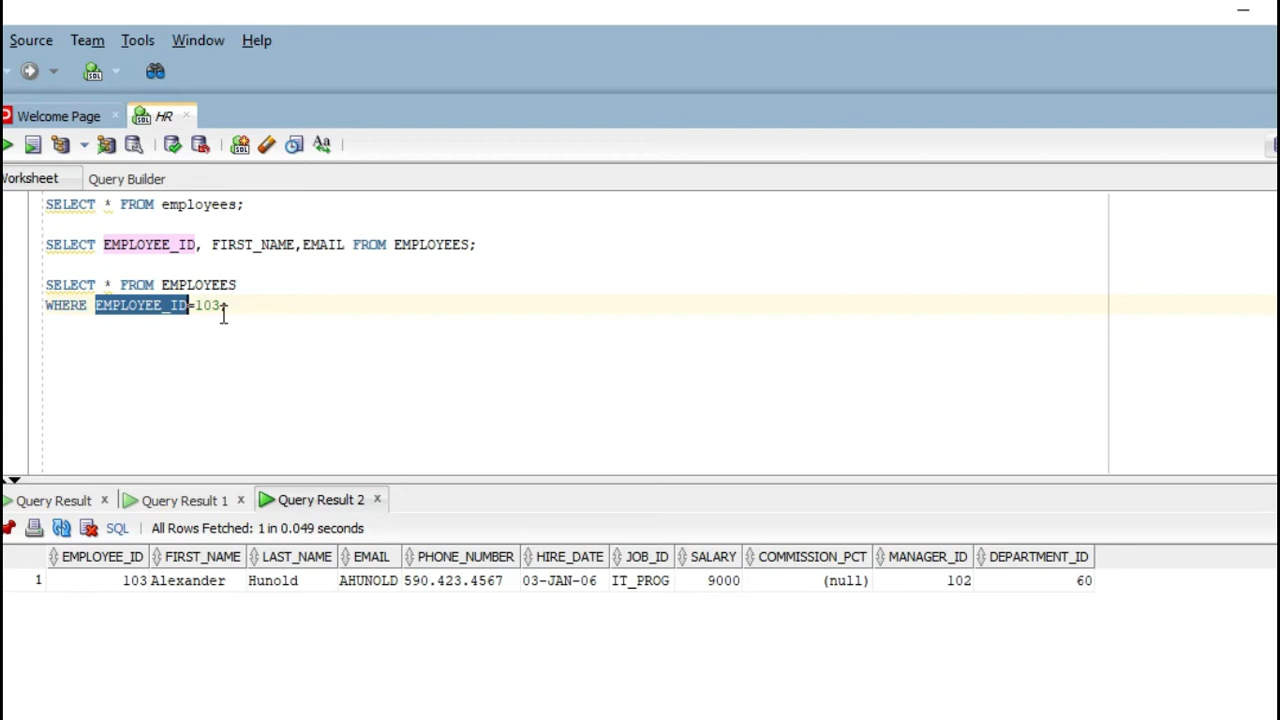 Source Team Tools Window Help
Welcome Page HR
Worksheet Query Builder
SELECT * FROM employees;
SELECT EMPLOYEE_ID, FIRST_NAME,EMAIL FROM EMPLOYEES;
SELECT * FROM EMPLOYEES
WHERE EMPLOYEE_ID=103;
Query Result Query Result 1 Query Result 2
SQL All Rows Fetched: 1 in 0.049 seconds
EMPLOYEE_ID FIRST_NAME LAST_NAME EMAIL PHONE_NUMBER HIRE_DATE JOB_ID SALARY COMMISSION_PCT MANAGER_ID DEPARTMENT_ID
1 103 Alexander Hunold AHUNOLD 590.423.4567 03-JAN-06 IT_PROG 9000 (null) 102 60